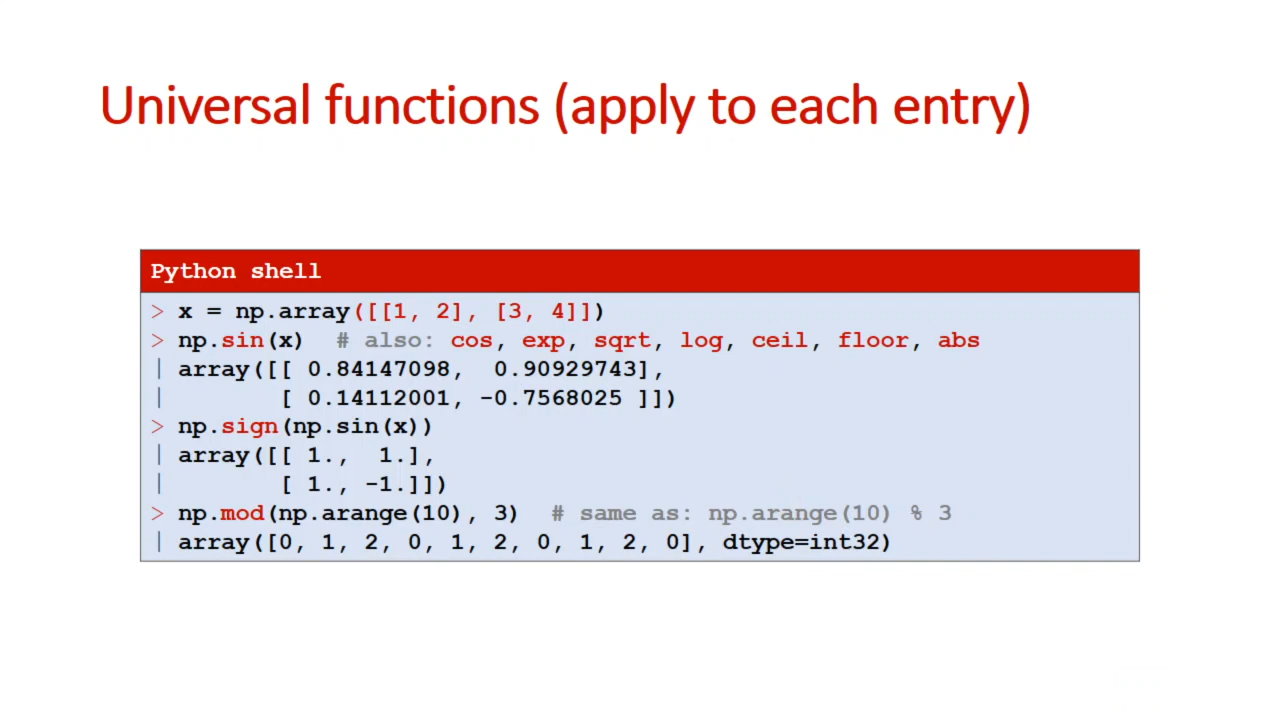 Universal functions (apply to each entry)
Python shell
> x = np.array([[1, 2], [3, 4]])
> np.sin(x)  # also: cos, exp, sqrt, log, ceil, floor, abs
| array([[ 0.84147098,  0.90929743],
|        [ 0.14112001, -0.7568025 ]])
> np.sign(np.sin(x))
| array([[ 1.,  1.],
|        [ 1., -1.]])
> np.mod(np.arange(10), 3)  # same as: np.arange(10) % 3
| array([0, 1, 2, 0, 1, 2, 0, 1, 2, 0], dtype=int32)